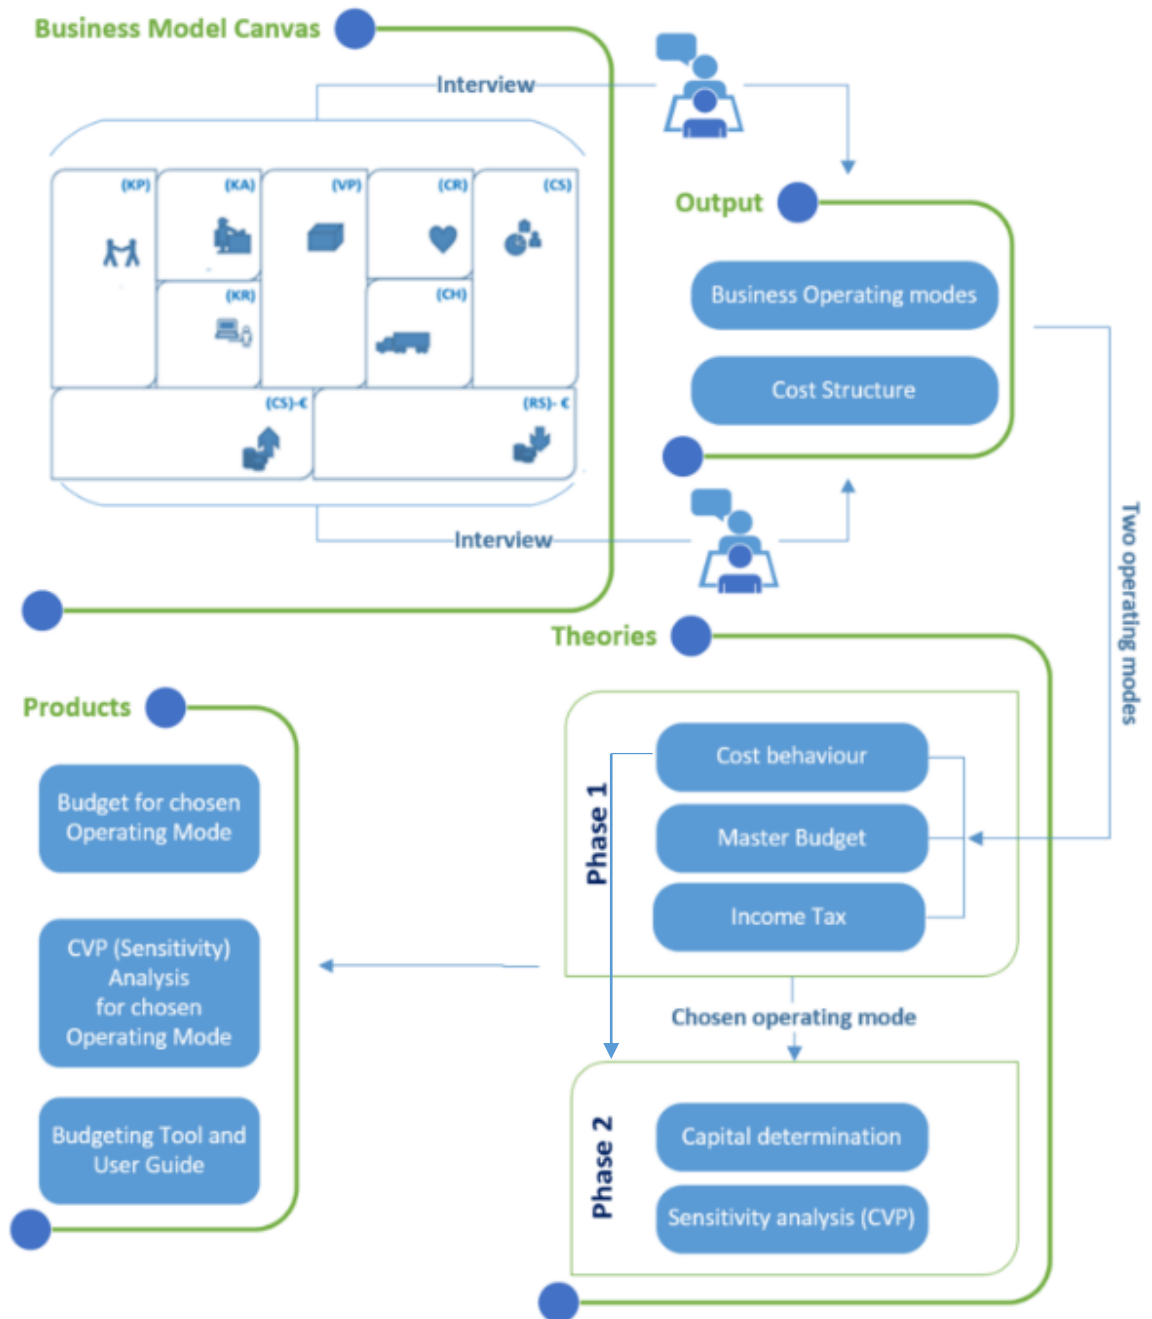 Business Model Canvas
Interview
(KP)
(KA)
(VP)
(CR)
(CS)
(KR)
(CH)
(CS)-€
(RS)- €
Interview
Output
Business Operating modes
Cost Structure
Two operating modes
Theories
Phase 1
Cost behaviour
Master Budget
Income Tax
Chosen operating mode
Phase 2
Capital determination
Sensitivity analysis (CVP)
Products
Budget for chosen
Operating Mode
CVP (Sensitivity)
Analysis
for chosen
Operating Mode
Budgeting Tool and
User Guide